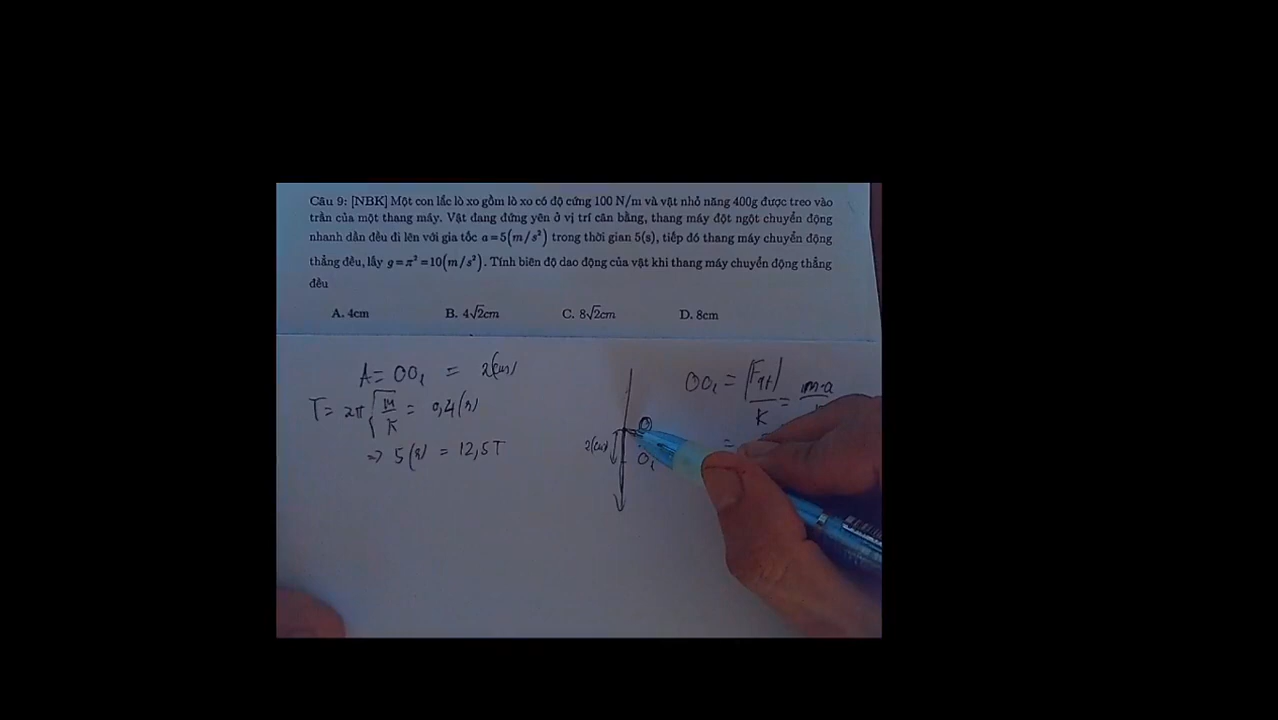 Câu 9: [NBK] Một con lắc lò xo gồm lò xo có độ cứng 100 N/m và vật nhỏ nặng 400g được treo vào
trần của một thang máy. Vật đang đứng yên ở vị trí cân bằng, thang máy đột ngột chuyển động
nhanh dần đều đi lên với gia tốc a=5(m/s²) trong thời gian 5(s), tiếp đó thang máy chuyển động
thẳng đều, lấy g=π²=10(m/s²). Tính biên độ dao động của vật khi thang máy chuyển động thẳng
đều
A. 4cm B. 4√2cm C. 8√2cm D. 8cm
A = OO₁ = 2(cm)
T = 2π√(m/K) = 0,4(s)
=> 5(s) = 12,5T
O
2(cm)
O₁
OO₁ = |Fqt|/K = m.a
=